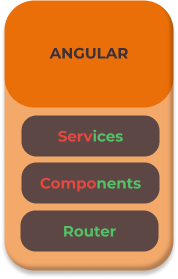 ANGULAR
Services
Components
Router